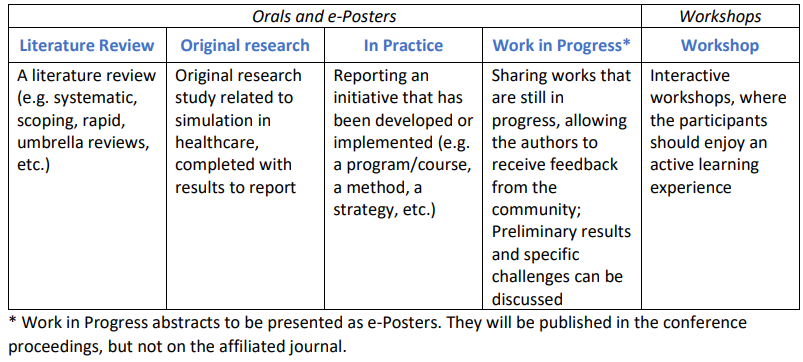 Orals and e-Posters
Workshops
Literature Review
Original research
In Practice
Work in Progress*
Workshop
A literature review
(e.g. systematic,
scoping, rapid,
umbrella reviews,
etc.)
Original research
study related to
simulation in
healthcare,
completed with
results to report
Reporting an
initiative that has
been developed or
implemented (e.g.
a program/course,
a method, a
strategy, etc.)
Sharing works that
are still in
progress, allowing
the authors to
receive feedback
from the
community;
Preliminary results
and specific
challenges can be
discussed
Interactive
workshops, where
the participants
should enjoy an
active learning
experience
* Work in Progress abstracts to be presented as e-Posters. They will be published in the conference
proceedings, but not on the affiliated journal.